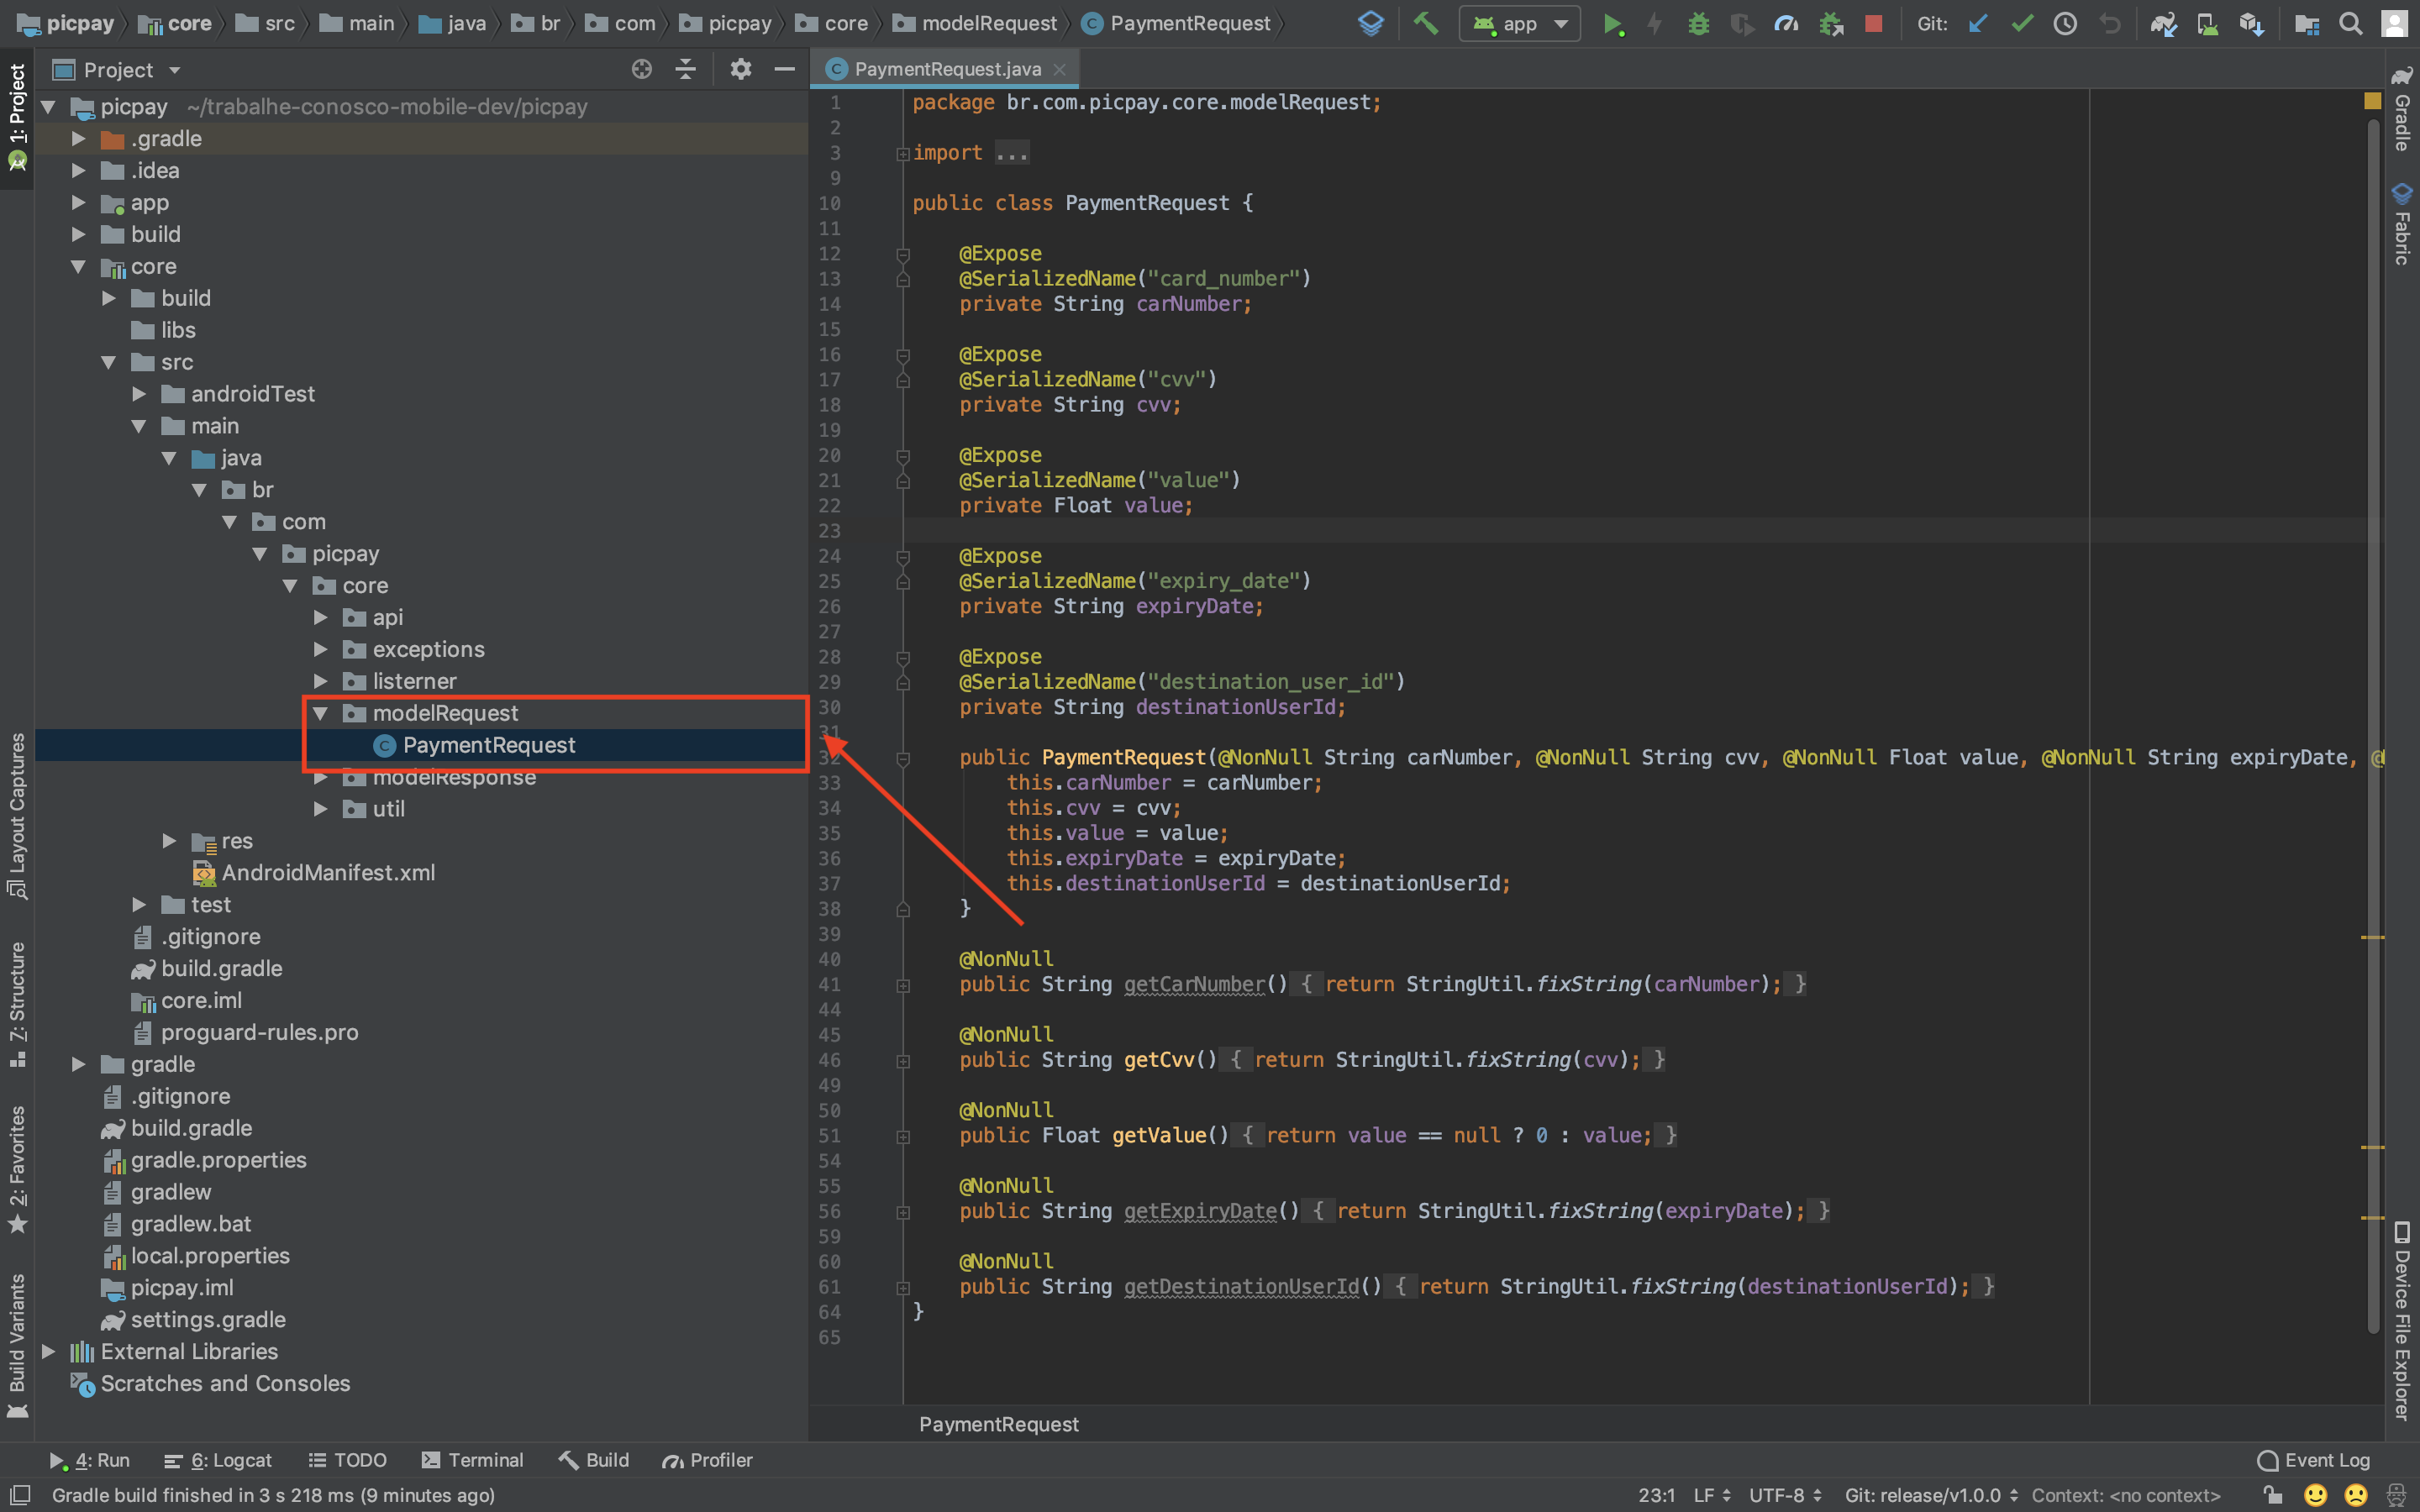 picpay core src main java br com picpay core modelRequest PaymentRequest app Git:
Project
PaymentRequest.java
1: Project
Layout Captures
7: Structure
2: Favorites
Build Variants
picpay ~/trabalhe-conosco-mobile-dev/picpay
.gradle
.idea
app
build
core
build
libs
src
androidTest
main
java
br
com
picpay
core
api
exceptions
listerner
modelRequest
PaymentRequest
modelResponse
util
res
AndroidManifest.xml
test
.gitignore
build.gradle
core.iml
proguard-rules.pro
gradle
.gitignore
build.gradle
gradle.properties
gradlew
gradlew.bat
local.properties
picpay.iml
settings.gradle
External Libraries
Scratches and Consoles
1 package br.com.picpay.core.modelRequest;
2
3 import ...
9
10 public class PaymentRequest {
11
12 @Expose
13 @SerializedName("card_number")
14 private String carNumber;
15
16 @Expose
17 @SerializedName("cvv")
18 private String cvv;
19
20 @Expose
21 @SerializedName("value")
22 private Float value;
23
24 @Expose
25 @SerializedName("expiry_date")
26 private String expiryDate;
27
28 @Expose
29 @SerializedName("destination_user_id")
30 private String destinationUserId;
31
32 public PaymentRequest(@NonNull String carNumber, @NonNull String cvv, @NonNull Float value, @NonNull String expiryDate, @
33 this.carNumber = carNumber;
34 this.cvv = cvv;
35 this.value = value;
36 this.expiryDate = expiryDate;
37 this.destinationUserId = destinationUserId;
38 }
39
40 @NonNull
41 public String getCarNumber() { return StringUtil.fixString(carNumber); }
44
45 @NonNull
46 public String getCvv() { return StringUtil.fixString(cvv); }
49
50 @NonNull
51 public Float getValue() { return value == null ? 0 : value; }
54
55 @NonNull
56 public String getExpiryDate() { return StringUtil.fixString(expiryDate); }
59
60 @NonNull
61 public String getDestinationUserId() { return StringUtil.fixString(destinationUserId); }
64 }
65
PaymentRequest
Gradle
Fabric
Device File Explorer
4: Run 6: Logcat TODO Terminal Build Profiler Event Log
Gradle build finished in 3 s 218 ms (9 minutes ago) 23:1 LF UTF-8 Git: release/v1.0.0 Context: <no context>